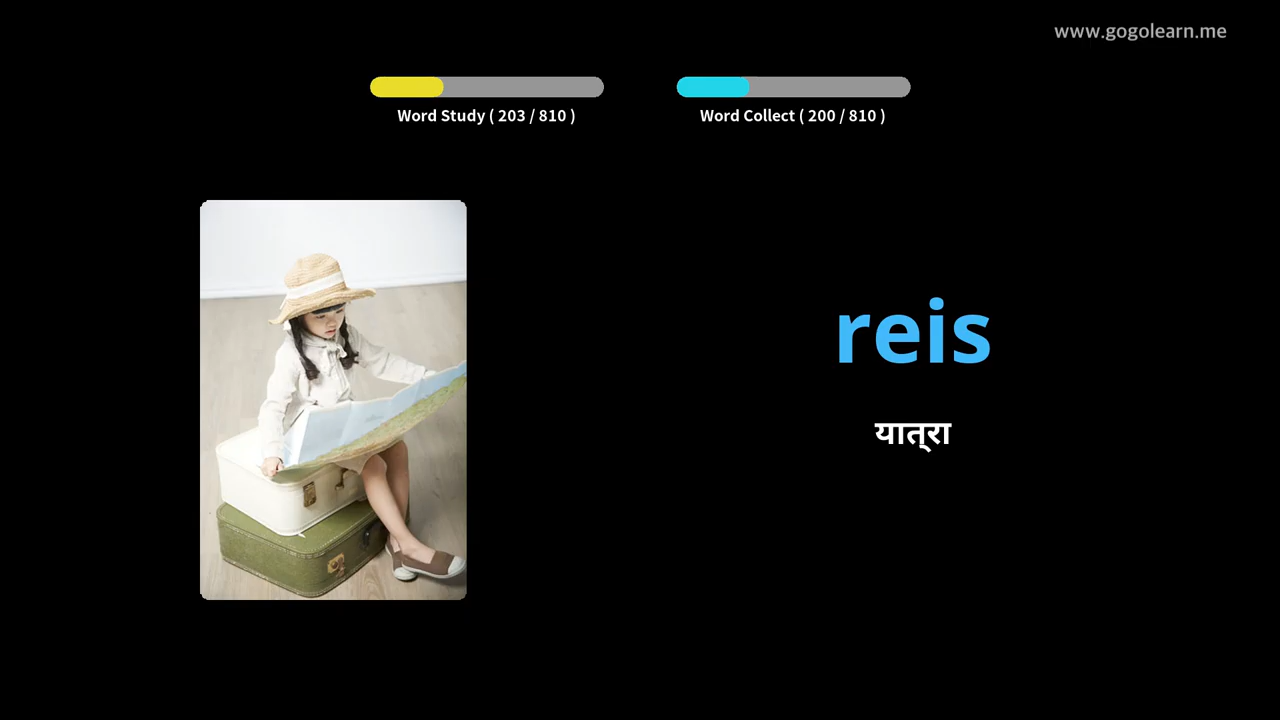 www.gogolearn.me
Word Study ( 203 / 810 )
Word Collect ( 200 / 810 )
reis
यात्रा